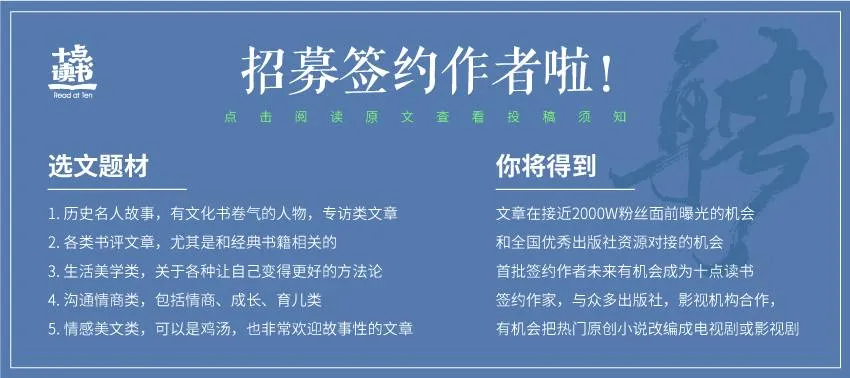 十点读书
Read at Ten
招募签约作者啦！
点击阅读原文查看投稿须知
聘
选文题材
1. 历史名人故事，有文化书卷气的人物，专访类文章
2. 各类书评文章，尤其是和经典书籍相关的
3. 生活美学类，关于各种让自己变得更好的方法论
4. 沟通情商类，包括情商、成长、育儿类
5. 情感美文类，可以是鸡汤，也非常欢迎故事性的文章
你将得到
文章在接近2000W粉丝面前曝光的机会
和全国优秀出版社资源对接的机会
首批签约作者未来有机会成为十点读书
签约作家，与众多出版社，影视机构合作，
有机会把热门原创小说改编成电视剧或影视剧